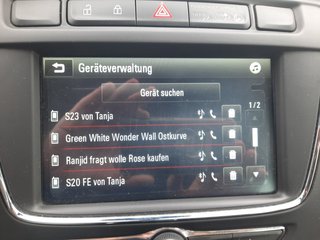 Geräteverwaltung
Gerät suchen
S23 von Tanja
1/2
Green White Wonder Wall Ostkurve
Ranjid fragt wolle Rose kaufen
S20 FE von Tanja